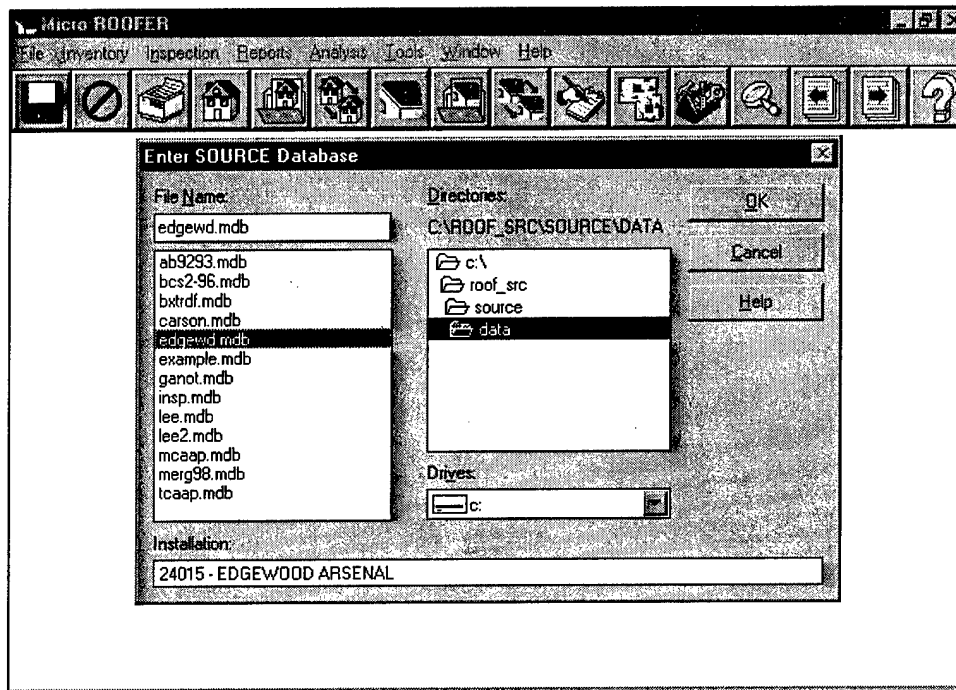 Micro ROOFER
File Inventory Inspection Reports Analysis Tools Window Help
Enter SOURCE Database
File Name:
edgewd.mdb
ab9293.mdb
bcs2-96.mdb
bxtrdf.mdb
carson.mdb
edgewd.mdb
example.mdb
ganot.mdb
insp.mdb
lee.mdb
lee2.mdb
mcaap.mdb
merg98.mdb
tcaap.mdb
Directories:
C:\ROOF_SRC\SOURCE\DATA
c:\
roof_src
source
data
Drives:
c:
OK
Cancel
Help
Installation:
24015 - EDGEWOOD ARSENAL